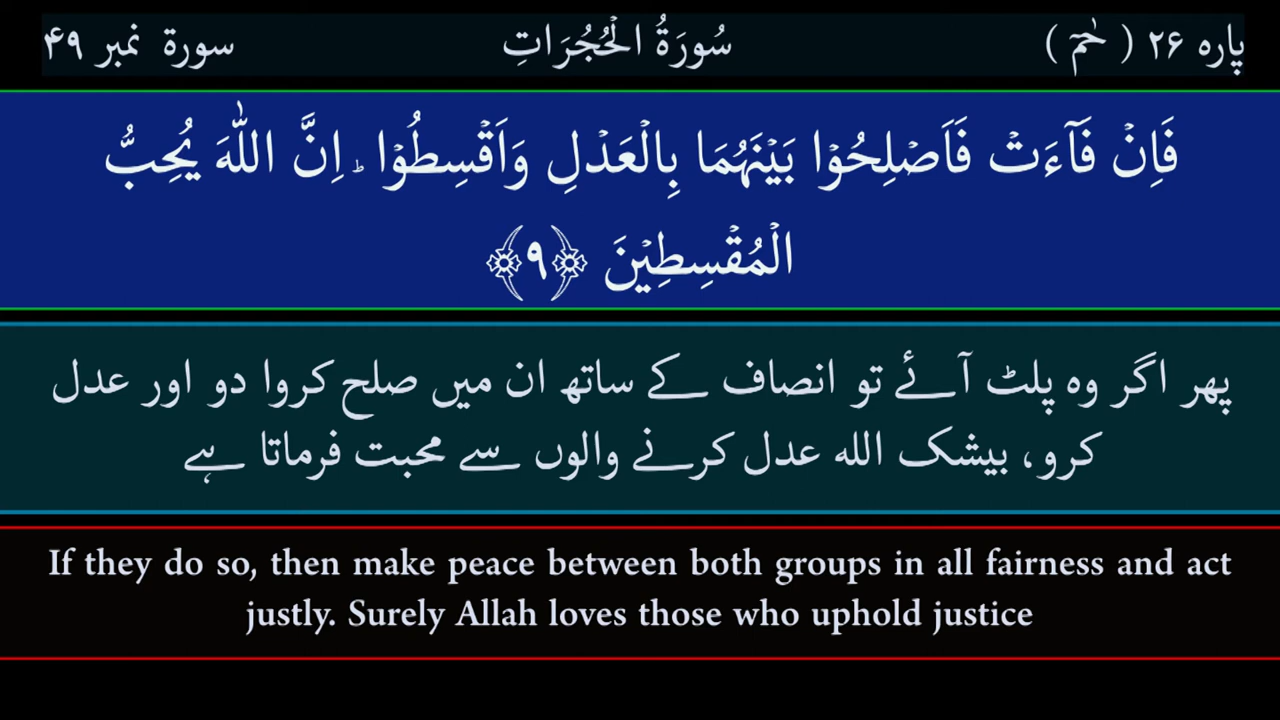 پارہ ۲۶ ( حٰمٓ ) سُورَةُ الْحُجُرَاتِ سورة نمبر ۴۹
فَاِنْ فَآءَتْ فَاَصْلِحُوْا بَيْنَهُمَا بِالْعَدْلِ وَاَقْسِطُوْا ؕ اِنَّ اللّٰهَ يُحِبُّ
الْمُقْسِطِيْنَ ﴿۹﴾
پھر اگر وہ پلٹ آئے تو انصاف کے ساتھ ان میں صلح کروا دو اور عدل
کرو، بیشک اللہ عدل کرنے والوں سے محبت فرماتا ہے
If they do so, then make peace between both groups in all fairness and act
justly. Surely Allah loves those who uphold justice